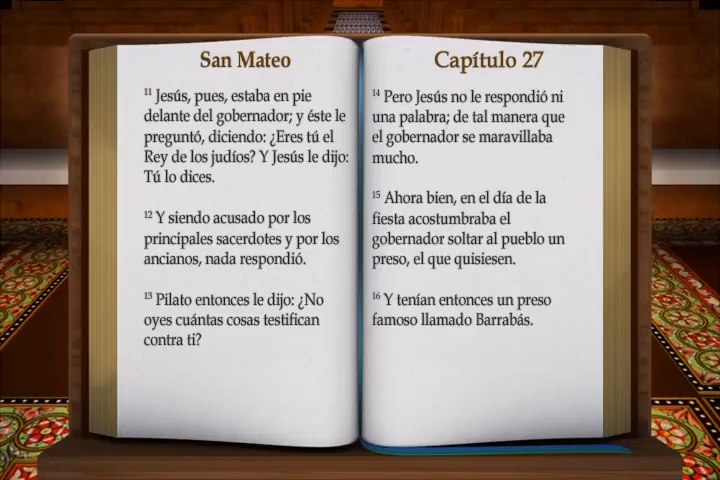 San Mateo
¹¹ Jesús, pues, estaba en pie
delante del gobernador; y éste le
preguntó, diciendo: ¿Eres tú el
Rey de los judíos? Y Jesús le dijo:
Tú lo dices.
¹² Y siendo acusado por los
principales sacerdotes y por los
ancianos, nada respondió.
¹³ Pilato entonces le dijo: ¿No
oyes cuántas cosas testifican
contra ti?
Capítulo 27
¹⁴ Pero Jesús no le respondió ni
una palabra; de tal manera que
el gobernador se maravillaba
mucho.
¹⁵ Ahora bien, en el día de la
fiesta acostumbraba el
gobernador soltar al pueblo un
preso, el que quisiesen.
¹⁶ Y tenían entonces un preso
famoso llamado Barrabás.